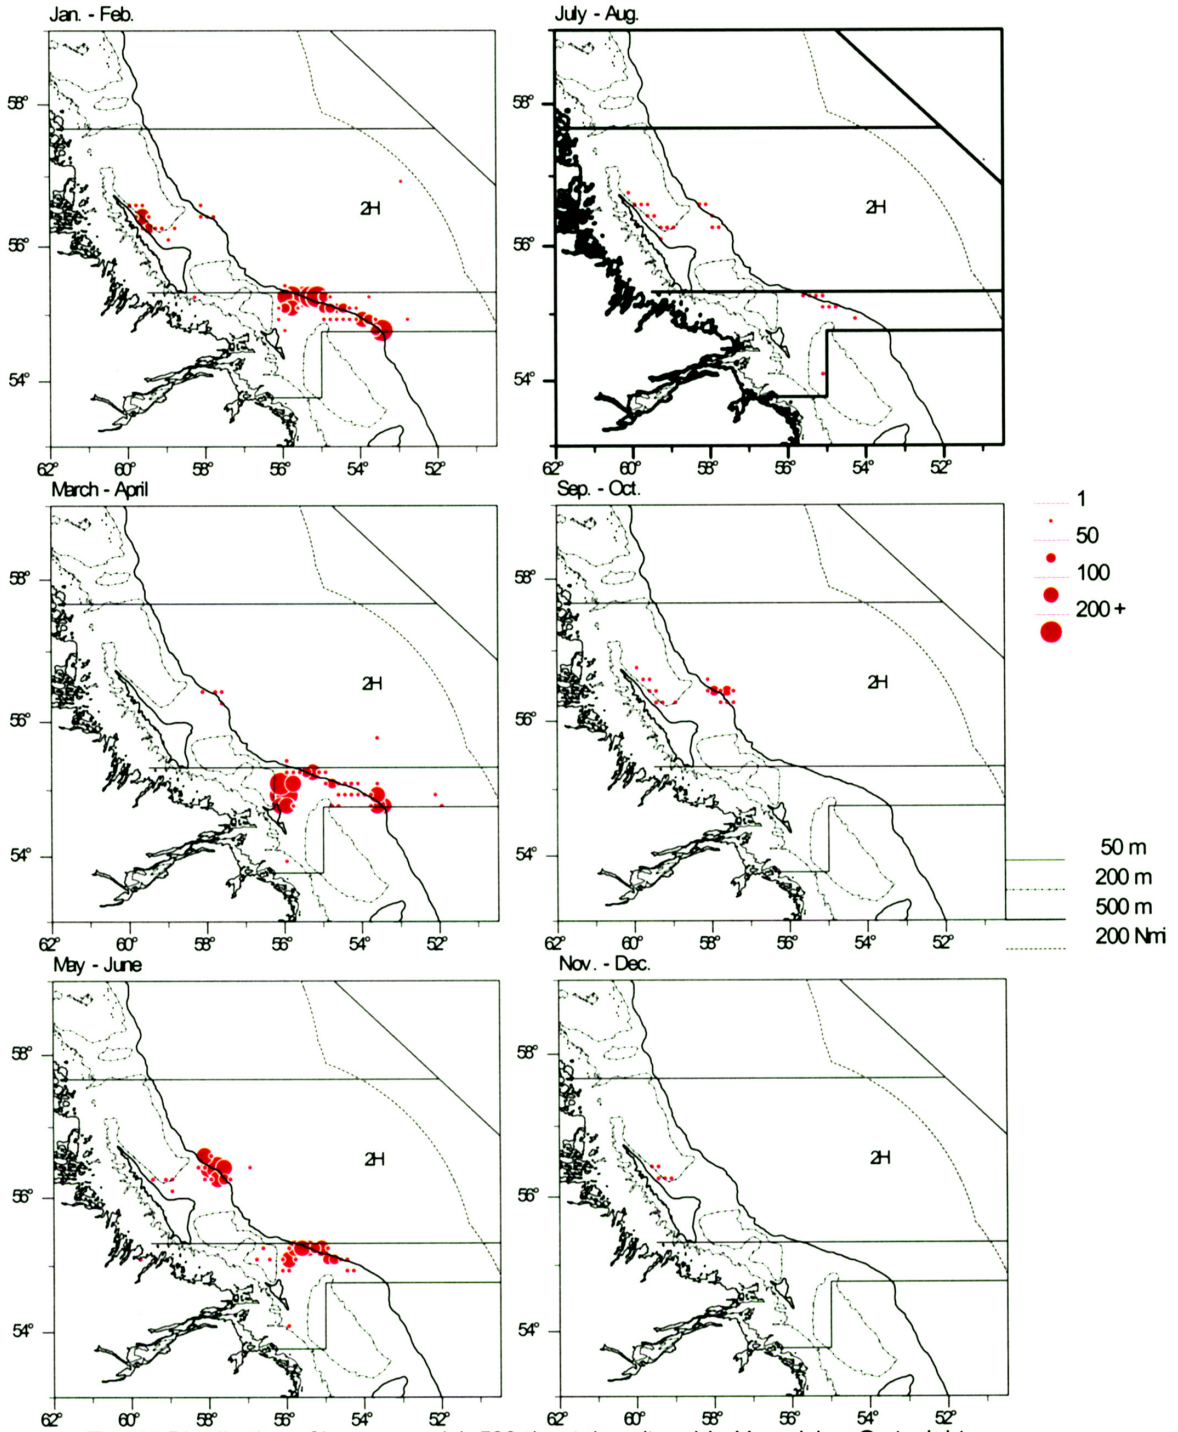 Jan. - Feb.
58°
56°
54°
2H
62° 60° 58° 56° 54° 52°
July - Aug.
58°
56°
54°
2H
62° 60° 58° 56° 54° 52°
March - April
58°
56°
54°
2H
62° 60° 58° 56° 54° 52°
Sep. - Oct.
58°
56°
54°
2H
62° 60° 58° 56° 54° 52°
May - June
58°
56°
54°
2H
62° 60° 58° 56° 54° 52°
Nov. - Dec.
58°
56°
54°
2H
62° 60° 58° 56° 54° 52°
1
50
100
200 +
50 m
200 m
500 m
200 Nmi